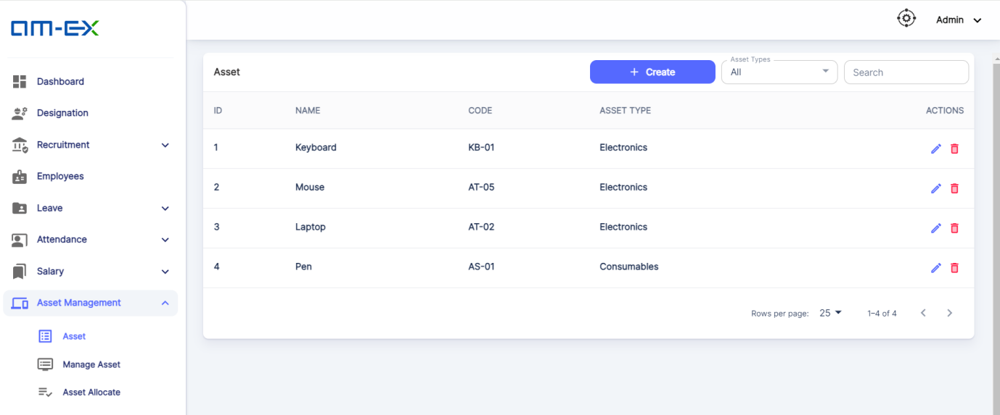 am-ex
Admin
Dashboard
Designation
Recruitment
Employees
Leave
Attendance
Salary
Asset Management
Asset
Manage Asset
Asset Allocate
Asset
+ Create
Asset Types
All
Search
ID NAME CODE ASSET TYPE ACTIONS
1 Keyboard KB-01 Electronics
2 Mouse AT-05 Electronics
3 Laptop AT-02 Electronics
4 Pen AS-01 Consumables
Rows per page: 25 1–4 of 4